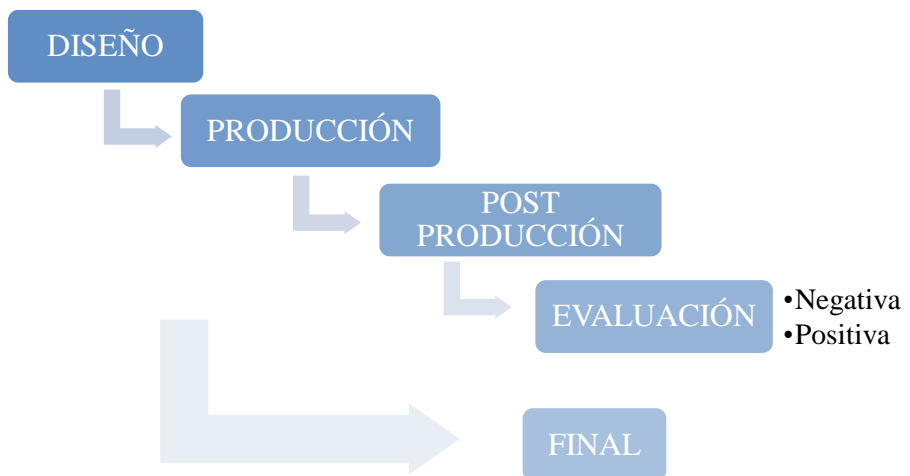 DISEÑO
PRODUCCIÓN
POST
PRODUCCIÓN
EVALUACIÓN
•Negativa
•Positiva
FINAL